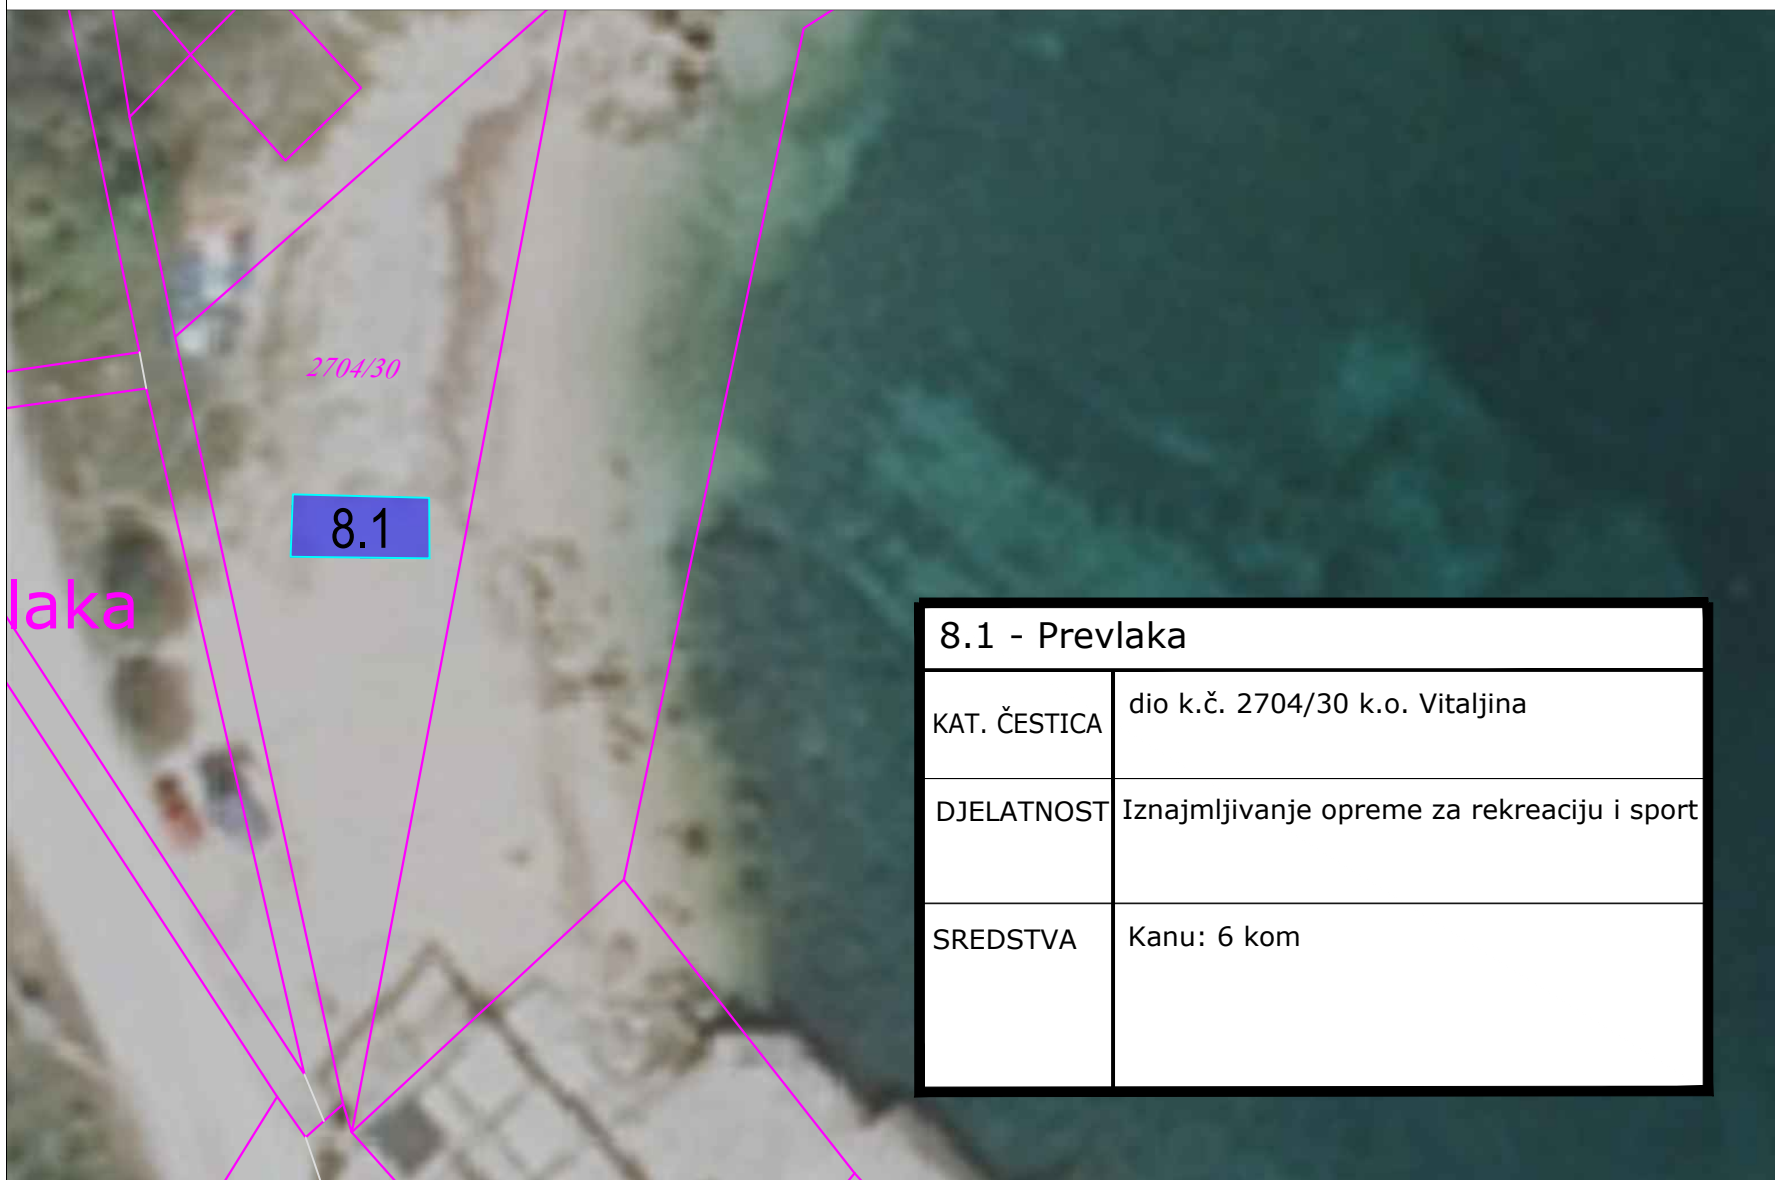 2704/30
8.1
laka
8.1 - Prevlaka
KAT. ČESTICA
dio k.č. 2704/30 k.o. Vitaljina
DJELATNOST
Iznajmljivanje opreme za rekreaciju i sport
SREDSTVA
Kanu: 6 kom